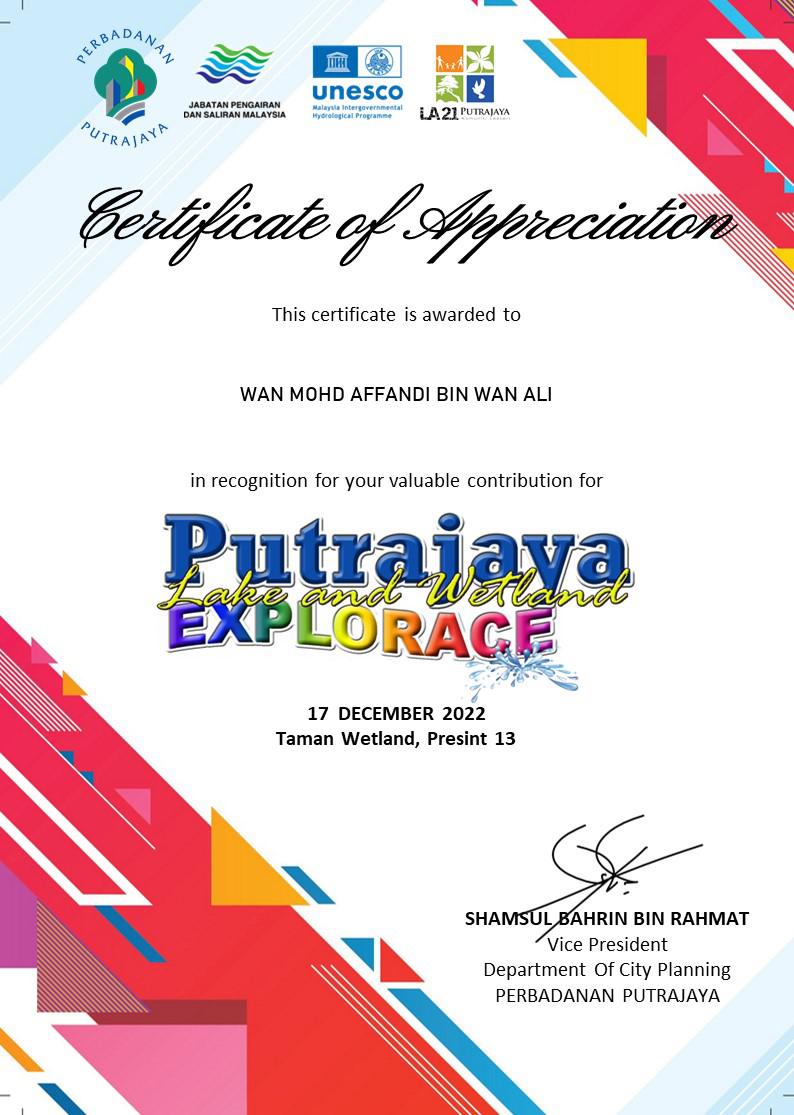 PERBADANAN
PUTRAJAYA
JABATAN PENGAIRAN
DAN SALIRAN MALAYSIA
unesco
Malaysia Intergovernmental
Hydrological Programme
LA21 PUTRAJAYA
Certificate of Appreciation
This certificate is awarded to
WAN MOHD AFFANDI BIN WAN ALI
in recognition for your valuable contribution for
Putrajaya
Lake and Wetland
EXPLORACE
17 DECEMBER 2022
Taman Wetland, Presint 13
SHAMSUL BAHRIN BIN RAHMAT
Vice President
Department Of City Planning
PERBADANAN PUTRAJAYA